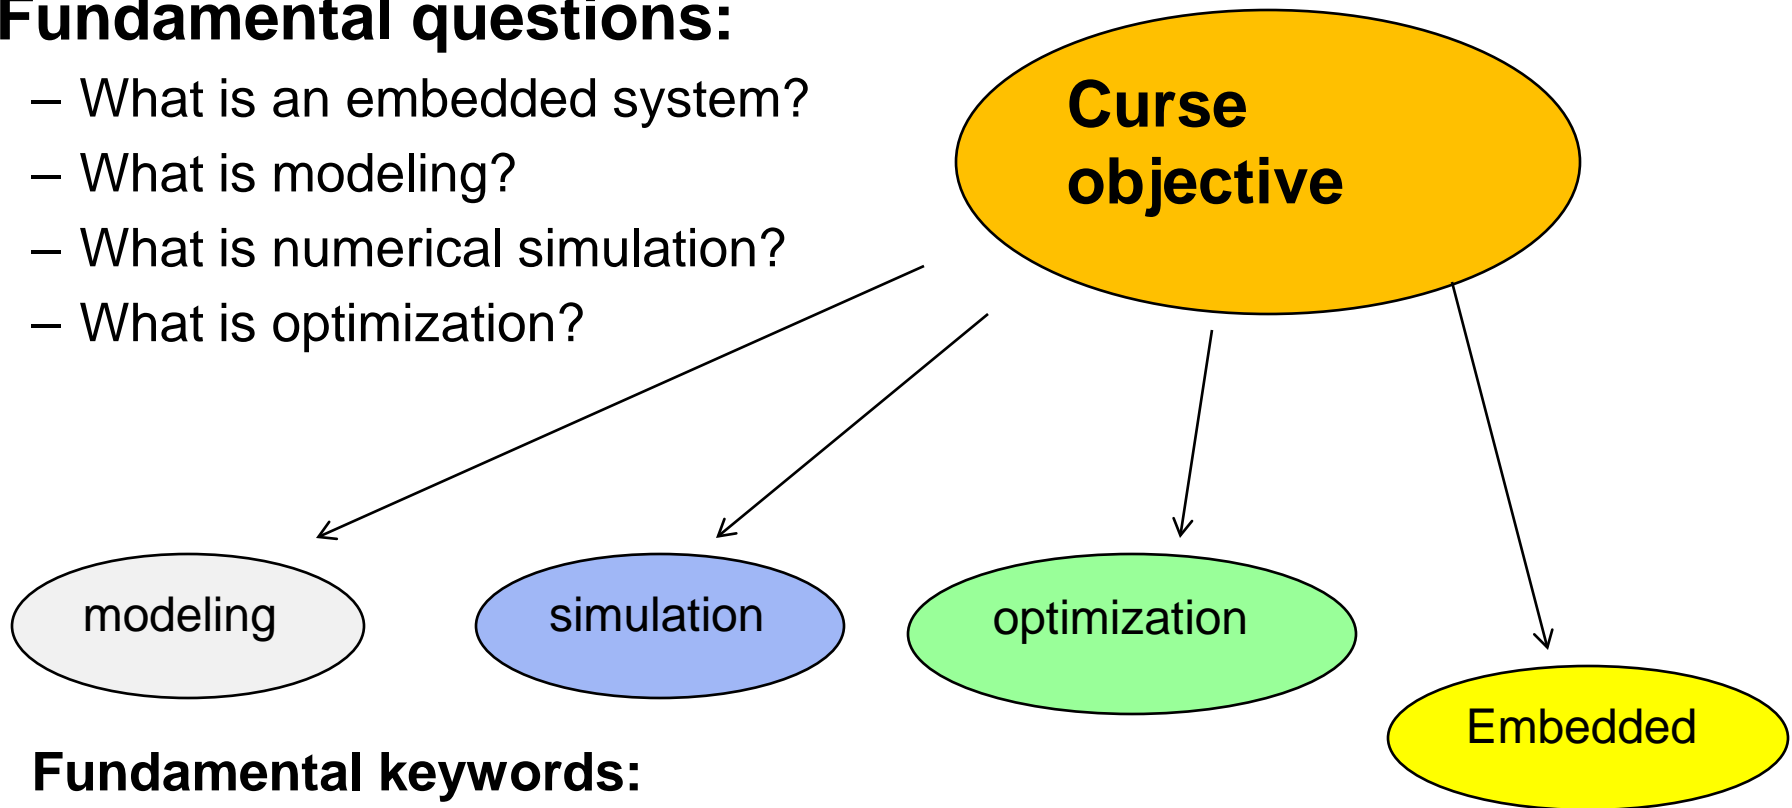 Fundamental questions:
– What is an embedded system?
– What is modeling?
– What is numerical simulation?
– What is optimization?
Curse
objective
modeling
simulation
optimization
Embedded
Fundamental keywords: